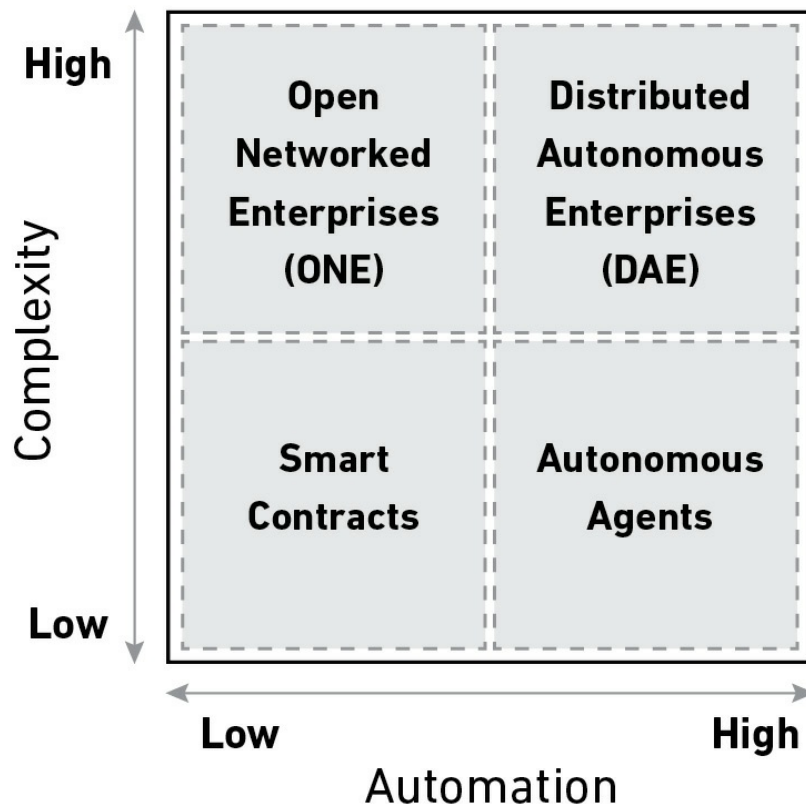 High
Open
Networked
Enterprises
(ONE)
Distributed
Autonomous
Enterprises
(DAE)
Complexity
Smart
Contracts
Autonomous
Agents
Low
Low
High
Automation